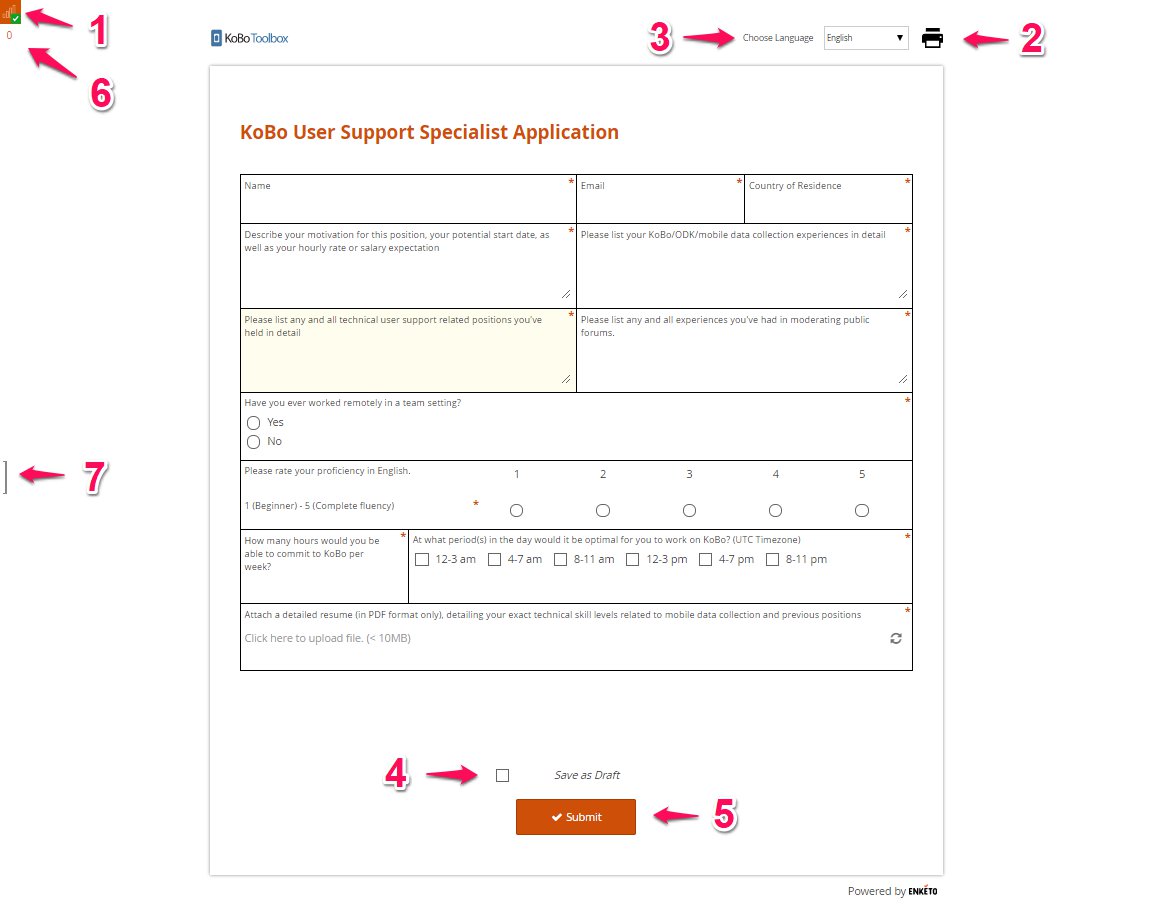 1
0
6
KoBoToolbox
3
Choose Language
English
2
KoBo User Support Specialist Application
Name *
Email *
Country of Residence *
Describe your motivation for this position, your potential start date, as *
well as your hourly rate or salary expectation
Please list your KoBo/ODK/mobile data collection experiences in detail *
Please list any and all technical user support related positions you've *
held in detail
Please list any and all experiences you've had in moderating public *
forums.
Have you ever worked remotely in a team setting? *
Yes
No
7
Please rate your proficiency in English.
1 2 3 4 5
1 (Beginner) - 5 (Complete fluency) *
How many hours would you be *
able to commit to KoBo per
week?
At what period(s) in the day would it be optimal for you to work on KoBo? (UTC Timezone) *
12-3 am 4-7 am 8-11 am 12-3 pm 4-7 pm 8-11 pm
Attach a detailed resume (in PDF format only), detailing your exact technical skill levels related to mobile data collection and previous positions *
Click here to upload file. (< 10MB)
4
Save as Draft
Submit
5
Powered by ENKETO